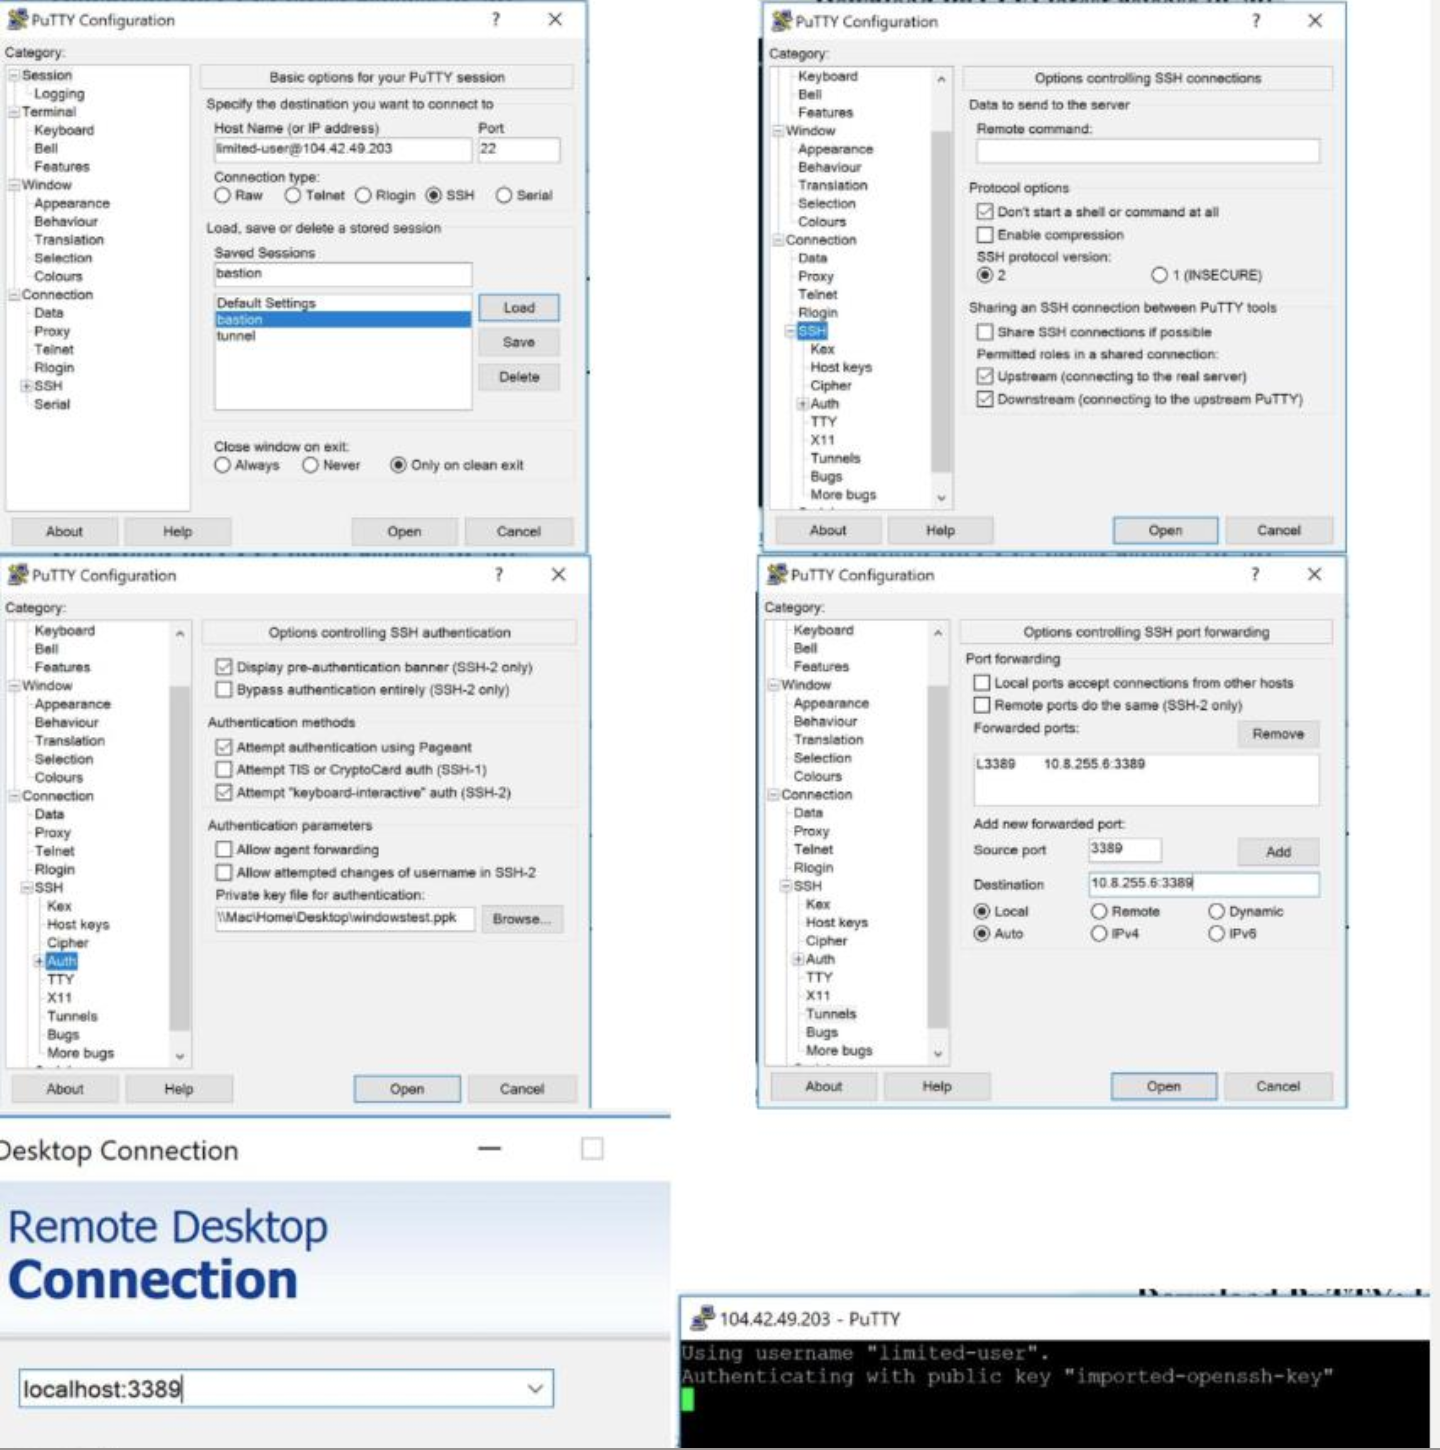 PuTTY Configuration ? ×
Category:
Session
Logging
Terminal
Keyboard
Bell
Features
Window
Appearance
Behaviour
Translation
Selection
Colours
Connection
Data
Proxy
Telnet
Rlogin
SSH
Serial
Basic options for your PuTTY session
Specify the destination you want to connect to
Host Name (or IP address) Port
limited-user@104.42.49.203 22
Connection type:
Raw Telnet Rlogin SSH Serial
Load, save or delete a stored session
Saved Sessions
bastion
Default Settings
bastion
tunnel
Load
Save
Delete
Close window on exit:
Always Never Only on clean exit
About Help Open Cancel
PuTTY Configuration ? ×
Category:
Keyboard
Bell
Features
Window
Appearance
Behaviour
Translation
Selection
Colours
Connection
Data
Proxy
Telnet
Rlogin
SSH
Kex
Host keys
Cipher
Auth
TTY
X11
Tunnels
Bugs
More bugs
Options controlling SSH connections
Data to send to the server
Remote command:
Protocol options
Don't start a shell or command at all
Enable compression
SSH protocol version:
2 1 (INSECURE)
Sharing an SSH connection between PuTTY tools
Share SSH connections if possible
Permitted roles in a shared connection:
Upstream (connecting to the real server)
Downstream (connecting to the upstream PuTTY)
About Help Open Cancel
PuTTY Configuration ? ×
Category:
Keyboard
Bell
Features
Window
Appearance
Behaviour
Translation
Selection
Colours
Connection
Data
Proxy
Telnet
Rlogin
SSH
Kex
Host keys
Cipher
Auth
TTY
X11
Tunnels
Bugs
More bugs
Options controlling SSH authentication
Display pre-authentication banner (SSH-2 only)
Bypass authentication entirely (SSH-2 only)
Authentication methods
Attempt authentication using Pageant
Attempt TIS or CryptoCard auth (SSH-1)
Attempt "keyboard-interactive" auth (SSH-2)
Authentication parameters
Allow agent forwarding
Allow attempted changes of username in SSH-2
Private key file for authentication:
\\Mac\Home\Desktop\windowstest.ppk Browse...
About Help Open Cancel
PuTTY Configuration ? ×
Category:
Keyboard
Bell
Features
Window
Appearance
Behaviour
Translation
Selection
Colours
Connection
Data
Proxy
Telnet
Rlogin
SSH
Kex
Host keys
Cipher
Auth
TTY
X11
Tunnels
Bugs
More bugs
Options controlling SSH port forwarding
Port forwarding
Local ports accept connections from other hosts
Remote ports do the same (SSH-2 only)
Forwarded ports: Remove
L3389 10.8.255.6:3389
Add new forwarded port:
Source port 3389 Add
Destination 10.8.255.6:3389
Local Remote Dynamic
Auto IPv4 IPv6
About Help Open Cancel
Desktop Connection
Remote Desktop
Connection
localhost:3389
104.42.49.203 - PuTTY
Using username "limited-user".
Authenticating with public key "imported-openssh-key"